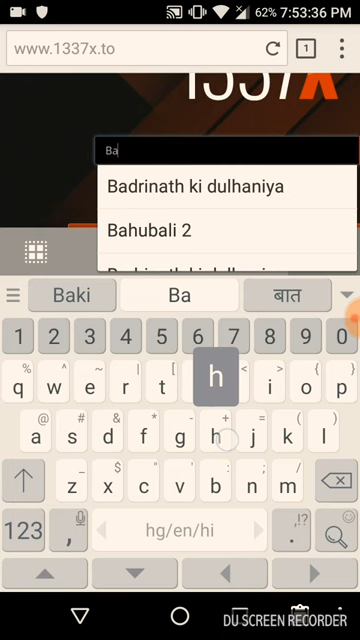 62% 7:53:36 PM
www.1337x.to
1
1337X
Ba
Badrinath ki dulhaniya
Bahubali 2
Baki Ba बात
1 2 3 4 5 6 7 8 9 0
h
% ^ ~ | [ < { }
q w e r t i o p
@ # & * - + = ( )
a s d f g h j k l
_ $ " ' : ; /
z x c v b n m
123 , hg/en/hi .
,!?
DU SCREEN RECORDER